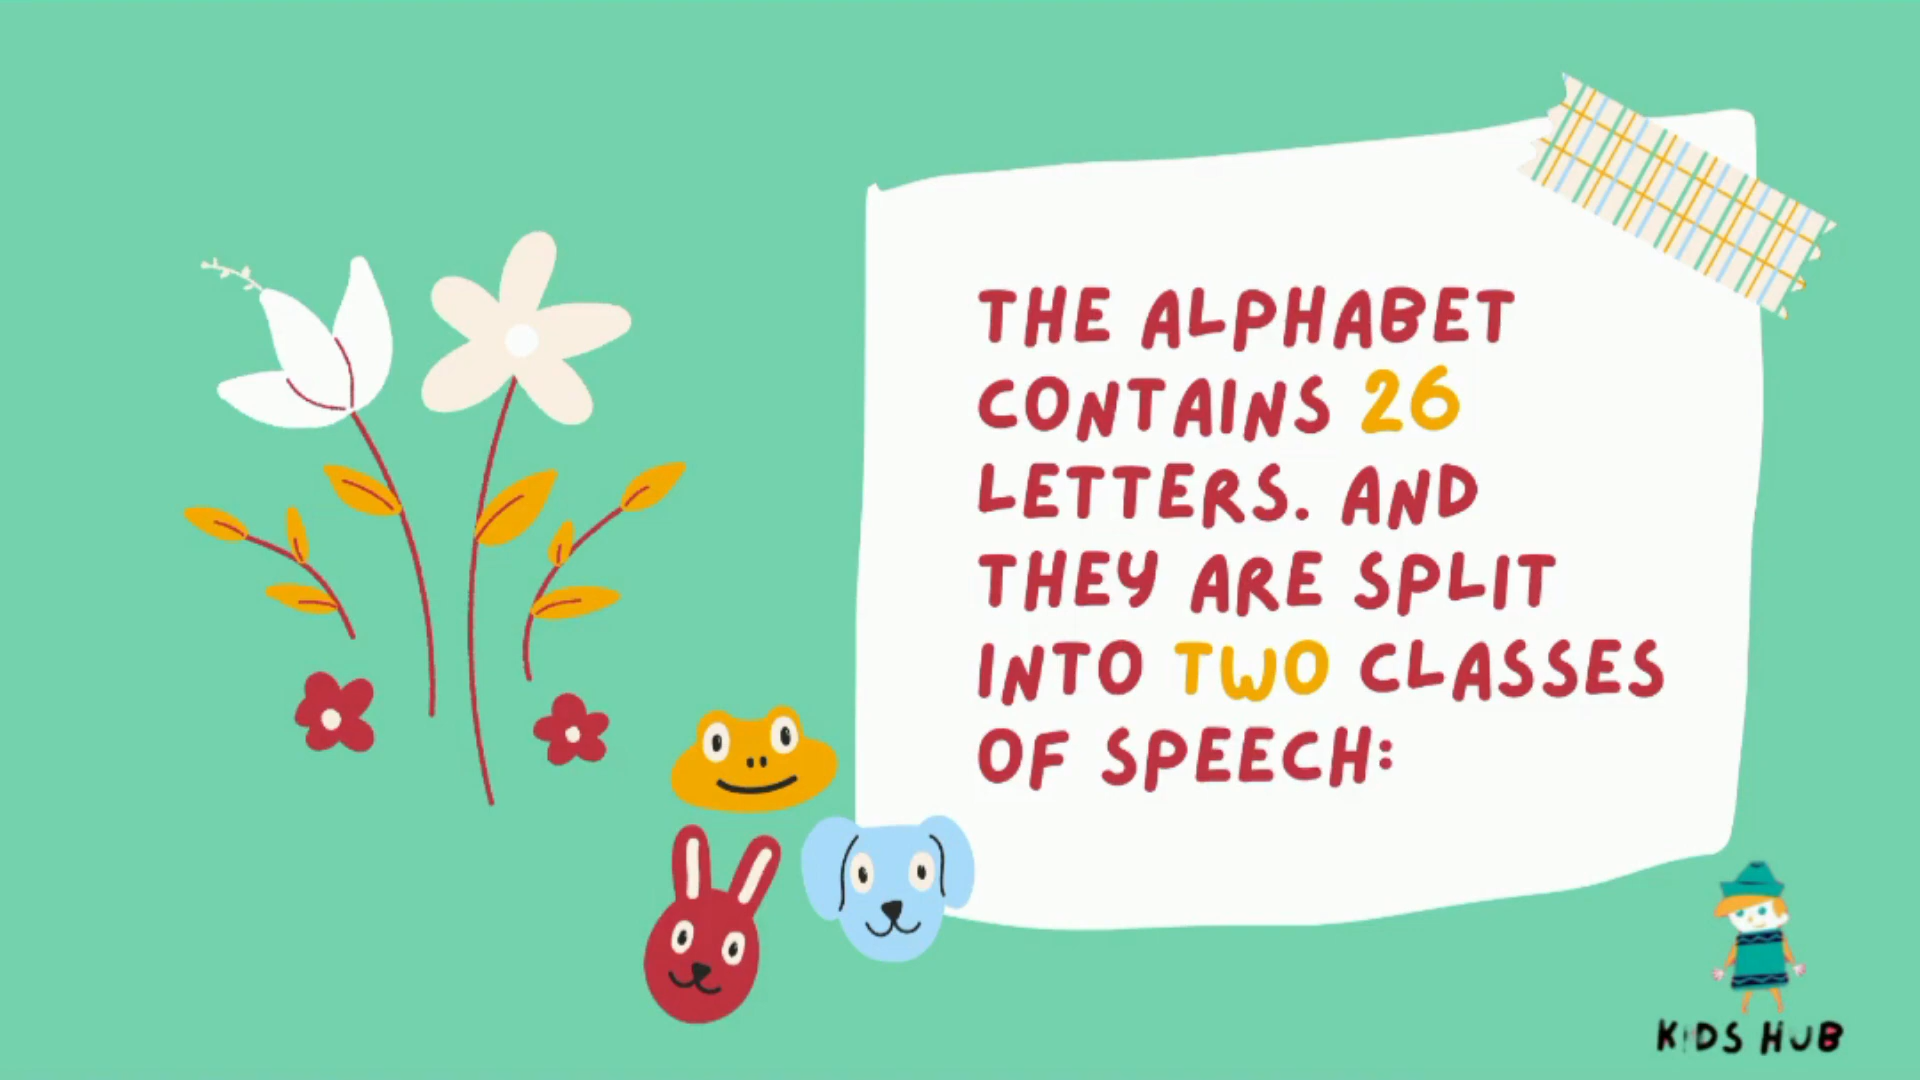 THE ALPHABET
CONTAINS 26
LETTERS. AND
THEY ARE SPLIT
INTO TWO CLASSES
OF SPEECH:
KIDS HUB